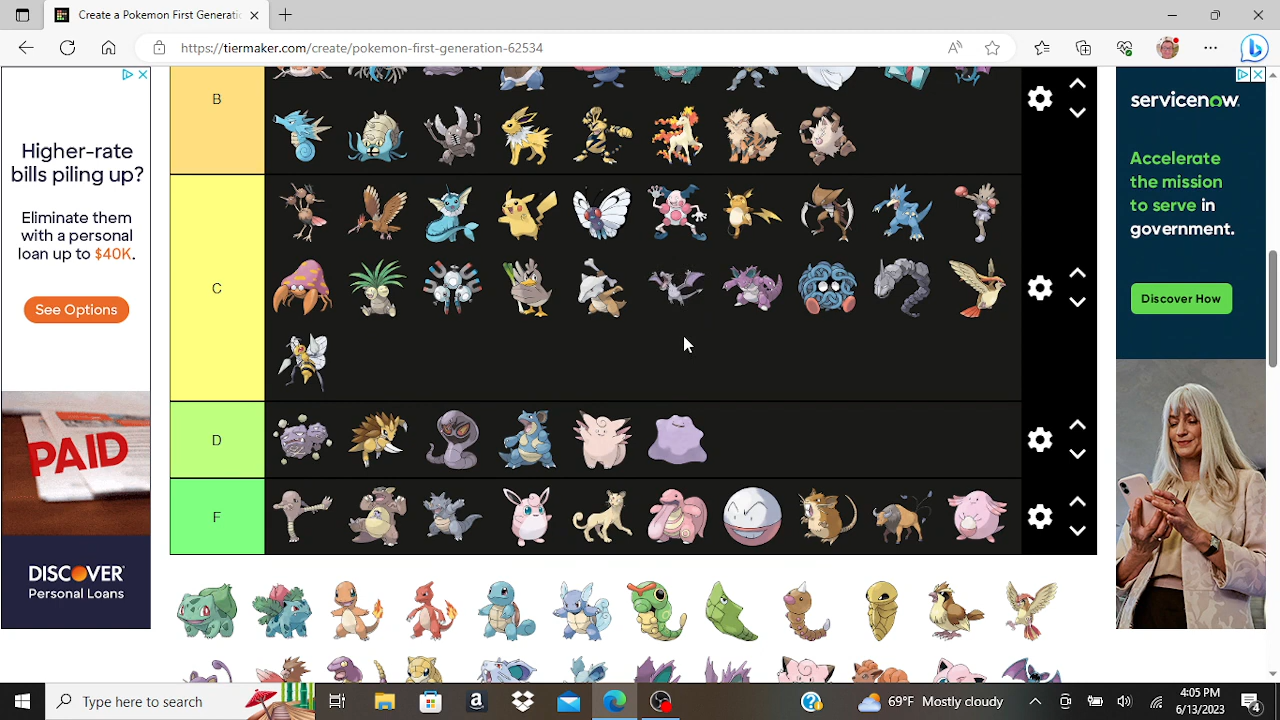 Create a Pokemon First Generati
https://tiermaker.com/create/pokemon-first-generation-62534
B
C
D
F
Higher-rate
bills piling up?
Eliminate them
with a personal
loan up to $40K.
See Options
PAID
DISCOVER
Personal Loans
servicenow
Accelerate
the mission
to serve in
government.
Discover How
Type here to search
69°F Mostly cloudy
4:05 PM
6/13/2023
4